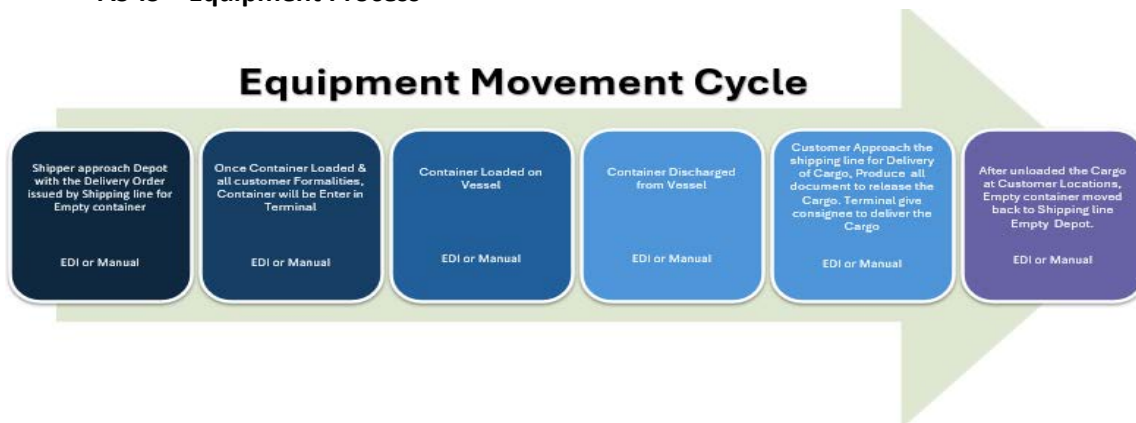 Equipment Movement Cycle
Shipper approach Depot
with the Delivery Order
issued by Shipping line for
Empty container
EDI or Manual
Once Container Loaded &
all customer Formalities,
Container will be Enter in
Terminal
EDI or Manual
Container Loaded on
Vessel
EDI or Manual
Container Discharged
from Vessel
EDI or Manual
Customer Approach the
shipping line for Delivery
of Cargo, Produce all
document to release the
Cargo. Terminal give
consignee to deliver the
Cargo
EDI or Manual
After unloaded the Cargo
at Customer Locations,
Empty container moved
back to Shipping line
Empty Depot.
EDI or Manual